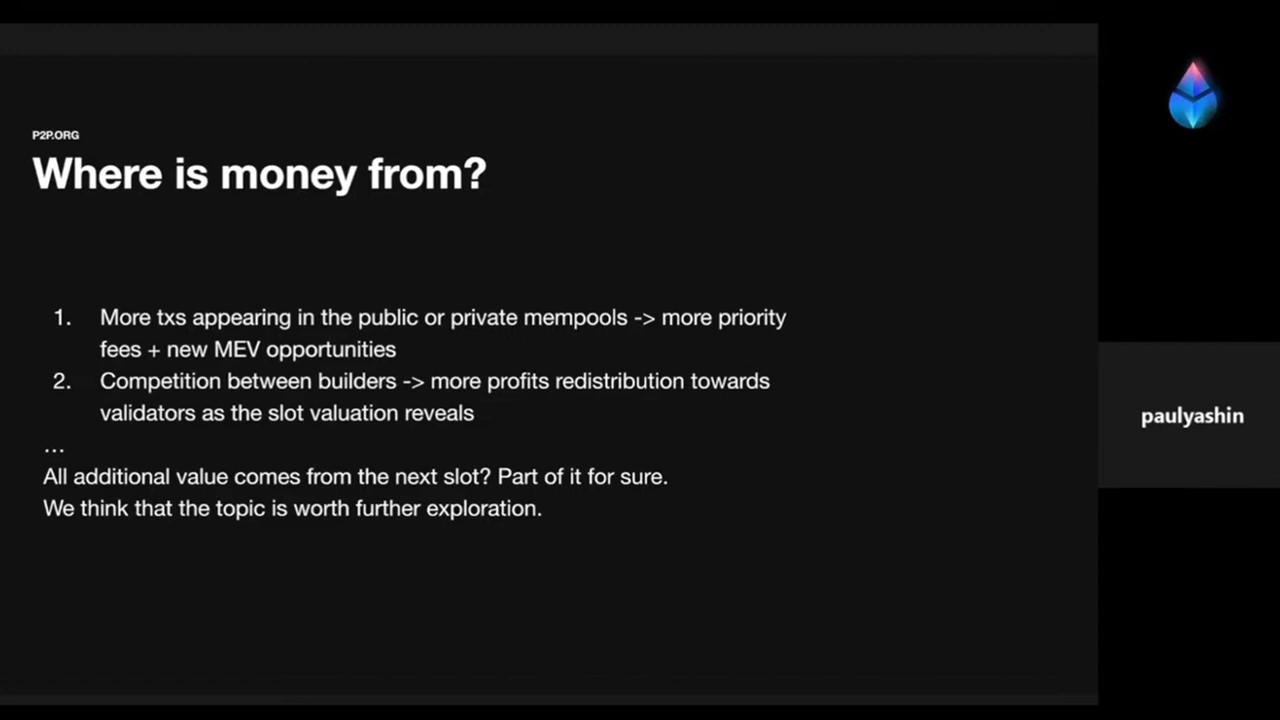 P2P.ORG
Where is money from?
1. More txs appearing in the public or private mempools -> more priority
fees + new MEV opportunities
2. Competition between builders -> more profits redistribution towards
validators as the slot valuation reveals
...
All additional value comes from the next slot? Part of it for sure.
We think that the topic is worth further exploration.
paulyashin